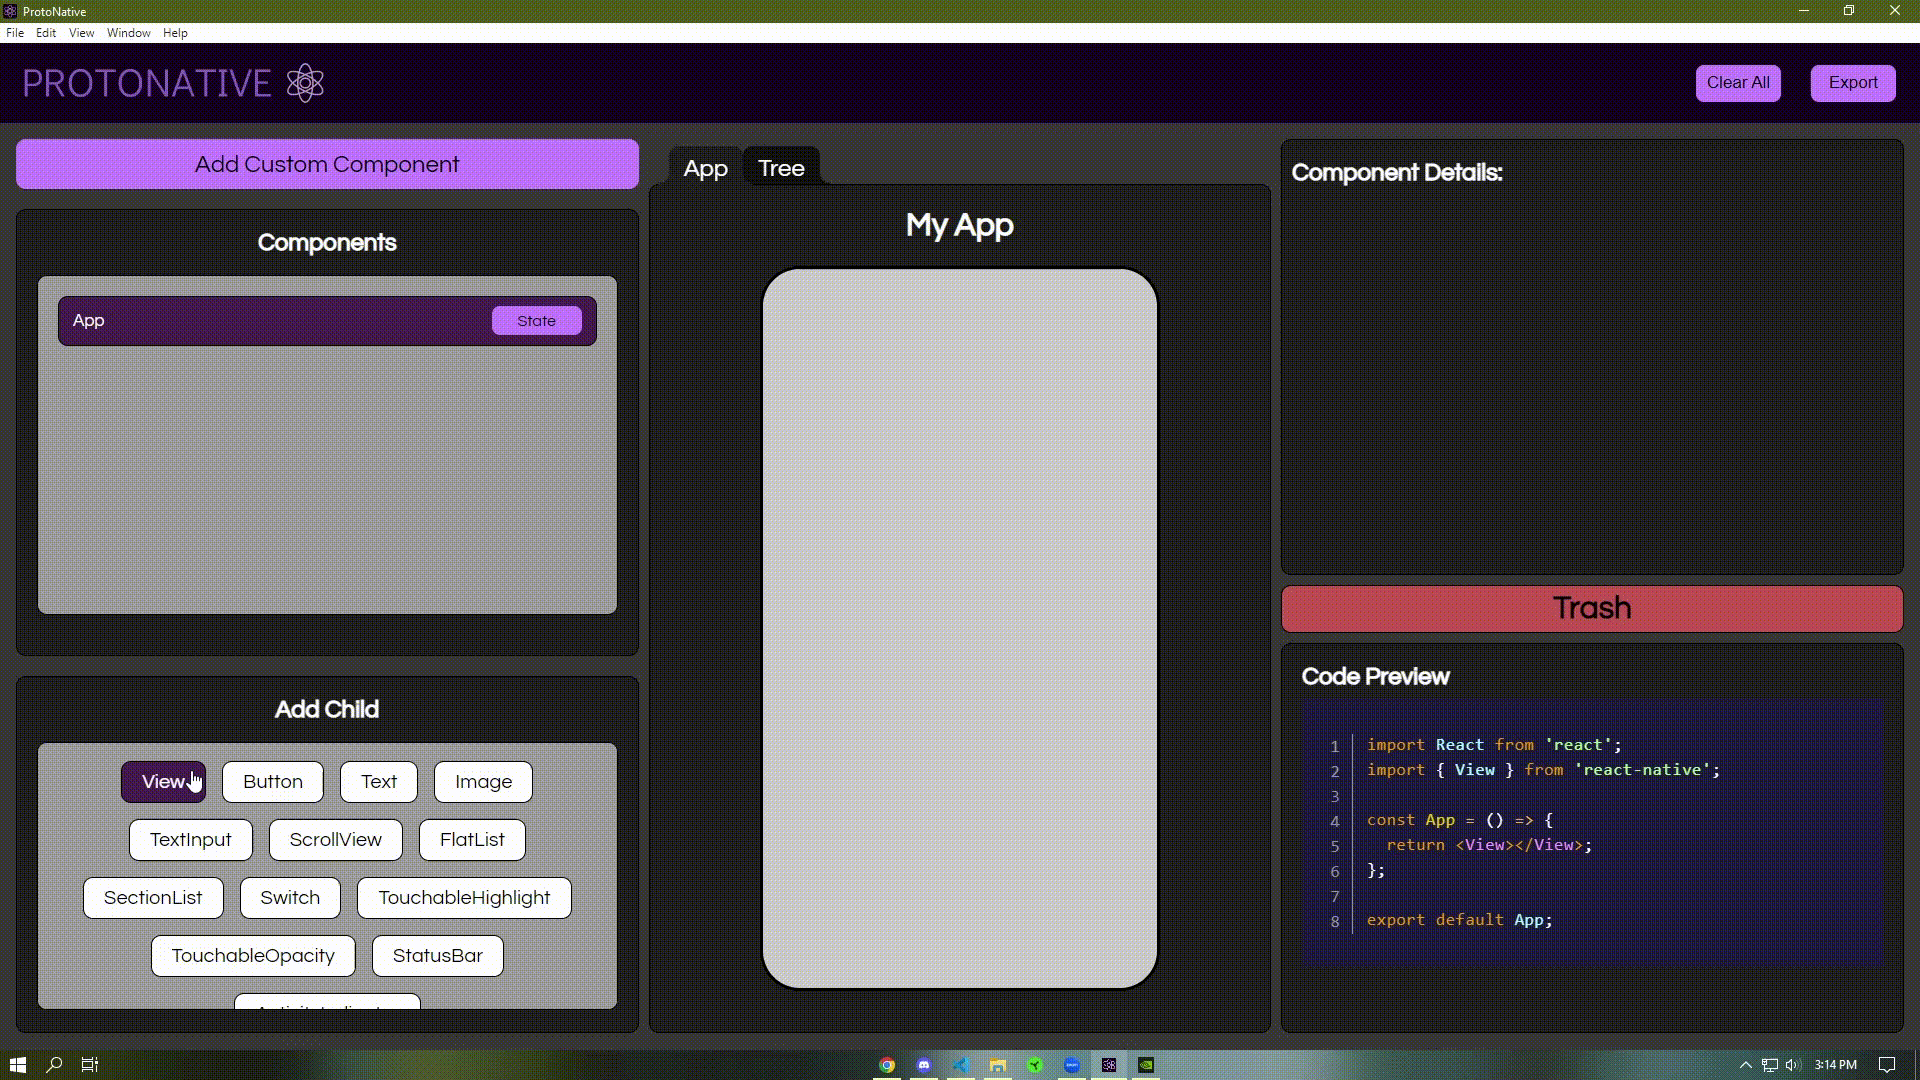 ProtoNative
File Edit View Window Help
PROTONATIVE
Clear All
Export
Add Custom Component
Components
App
State
Add Child
View
Button
Text
Image
TextInput
ScrollView
FlatList
SectionList
Switch
TouchableHighlight
TouchableOpacity
StatusBar
App
Tree
My App
Component Details:
Trash
Code Preview
1 import React from 'react';
2 import { View } from 'react-native';
3
4 const App = () => {
5 return <View></View>;
6 };
7
8 export default App;
3:14 PM